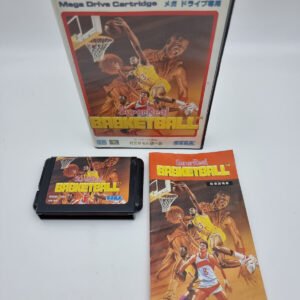 Mega Drive Cartridge メガドライブ専用
Super Real
BASKETBALL
SEGA
Super Real
BASKETBALL
SEGA
Super Real
BASKETBALL
取扱説明書